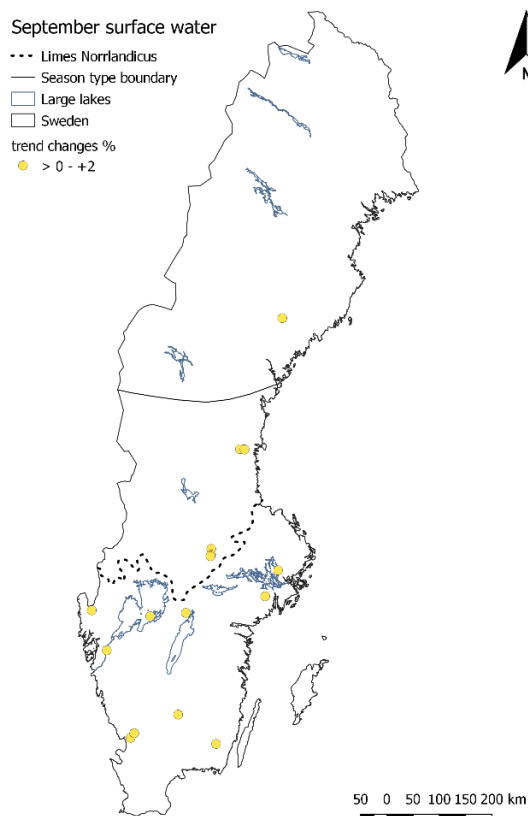 September surface water
Limes Norrlandicus
Season type boundary
Large lakes
Sweden
trend changes %
> 0 - +2
N
50 0 50 100 150 200 km